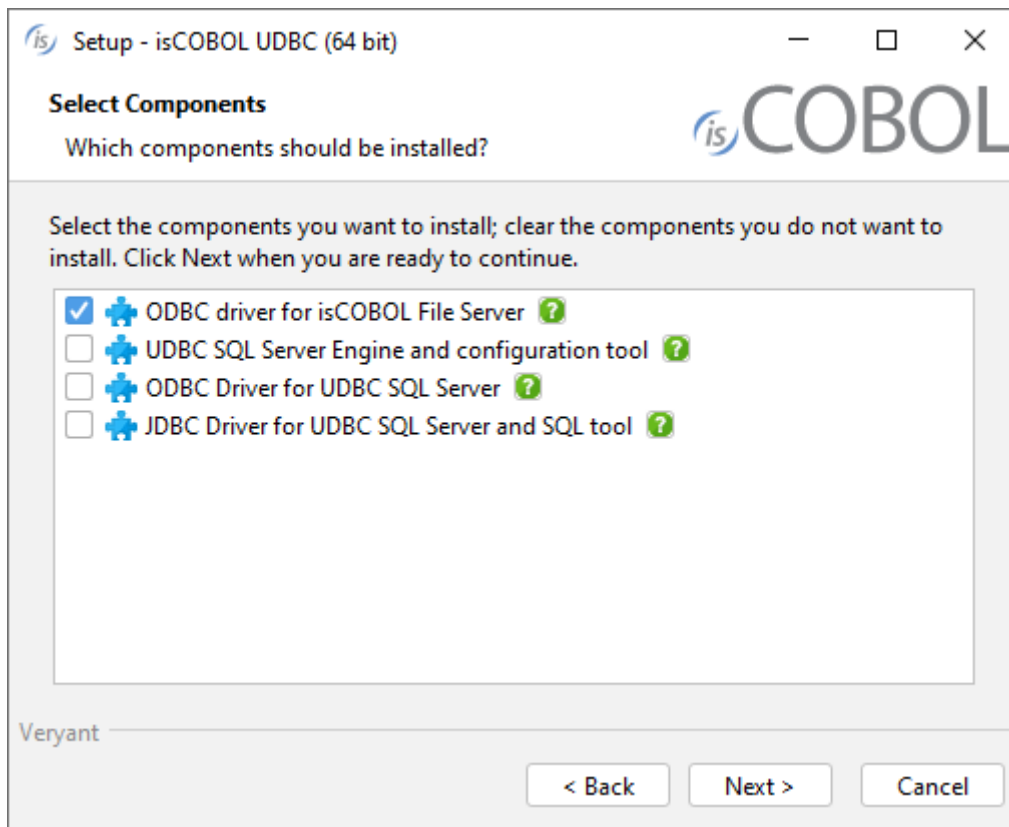 Setup - isCOBOL UDBC (64 bit)
Select Components
Which components should be installed?
isCOBOL
Select the components you want to install; clear the components you do not want to
install. Click Next when you are ready to continue.
ODBC driver for isCOBOL File Server ?
UDBC SQL Server Engine and configuration tool ?
ODBC Driver for UDBC SQL Server ?
JDBC Driver for UDBC SQL Server and SQL tool ?
Veryant
< Back Next > Cancel